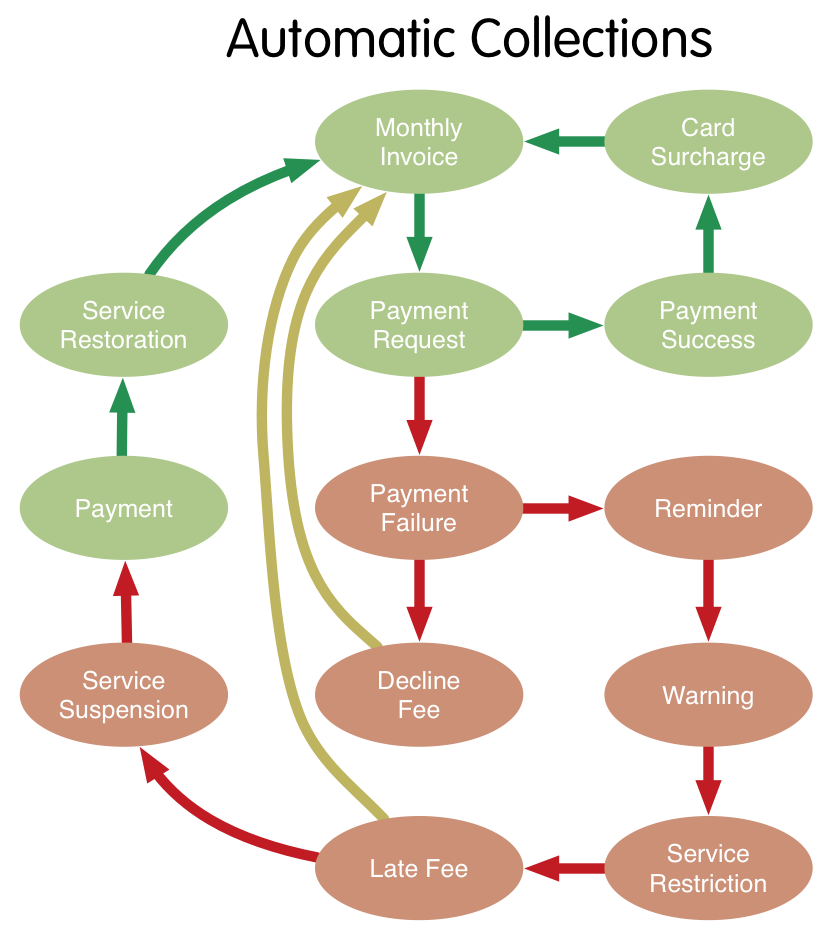 Automatic Collections
Monthly
Invoice
Card
Surcharge
Service
Restoration
Payment
Request
Payment
Success
Payment
Payment
Failure
Reminder
Service
Suspension
Decline
Fee
Warning
Late Fee
Service
Restriction